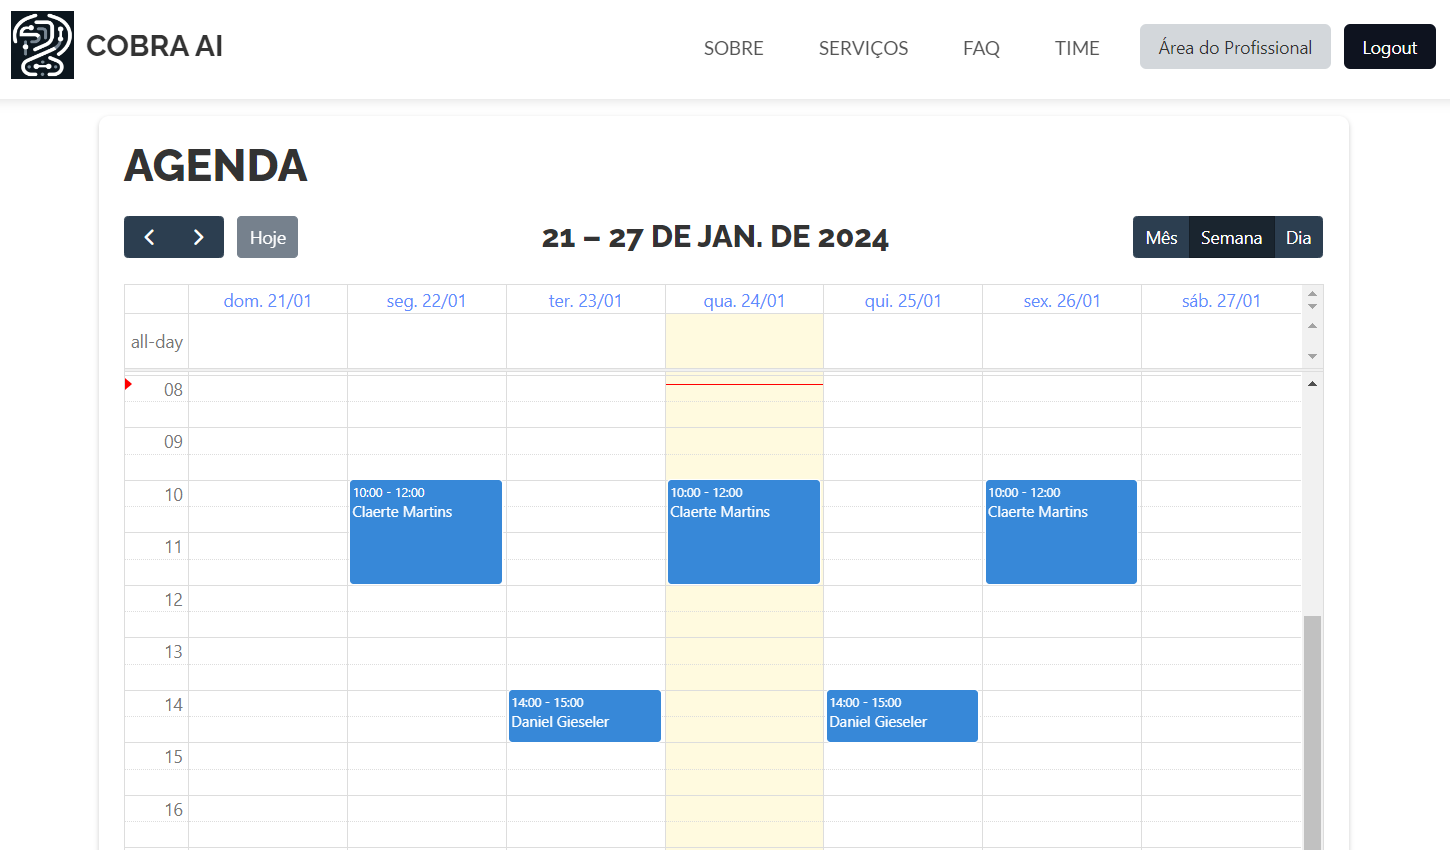 COBRA AI
SOBRE SERVIÇOS FAQ TIME Área do Profissional Logout
AGENDA
Hoje 21 – 27 DE JAN. DE 2024 Mês Semana Dia
dom. 21/01 seg. 22/01 ter. 23/01 qua. 24/01 qui. 25/01 sex. 26/01 sáb. 27/01
all-day
08
09
10 10:00 - 12:00 10:00 - 12:00 10:00 - 12:00
Claerte Martins Claerte Martins Claerte Martins
11
12
13
14 14:00 - 15:00 14:00 - 15:00
Daniel Gieseler Daniel Gieseler
15
16